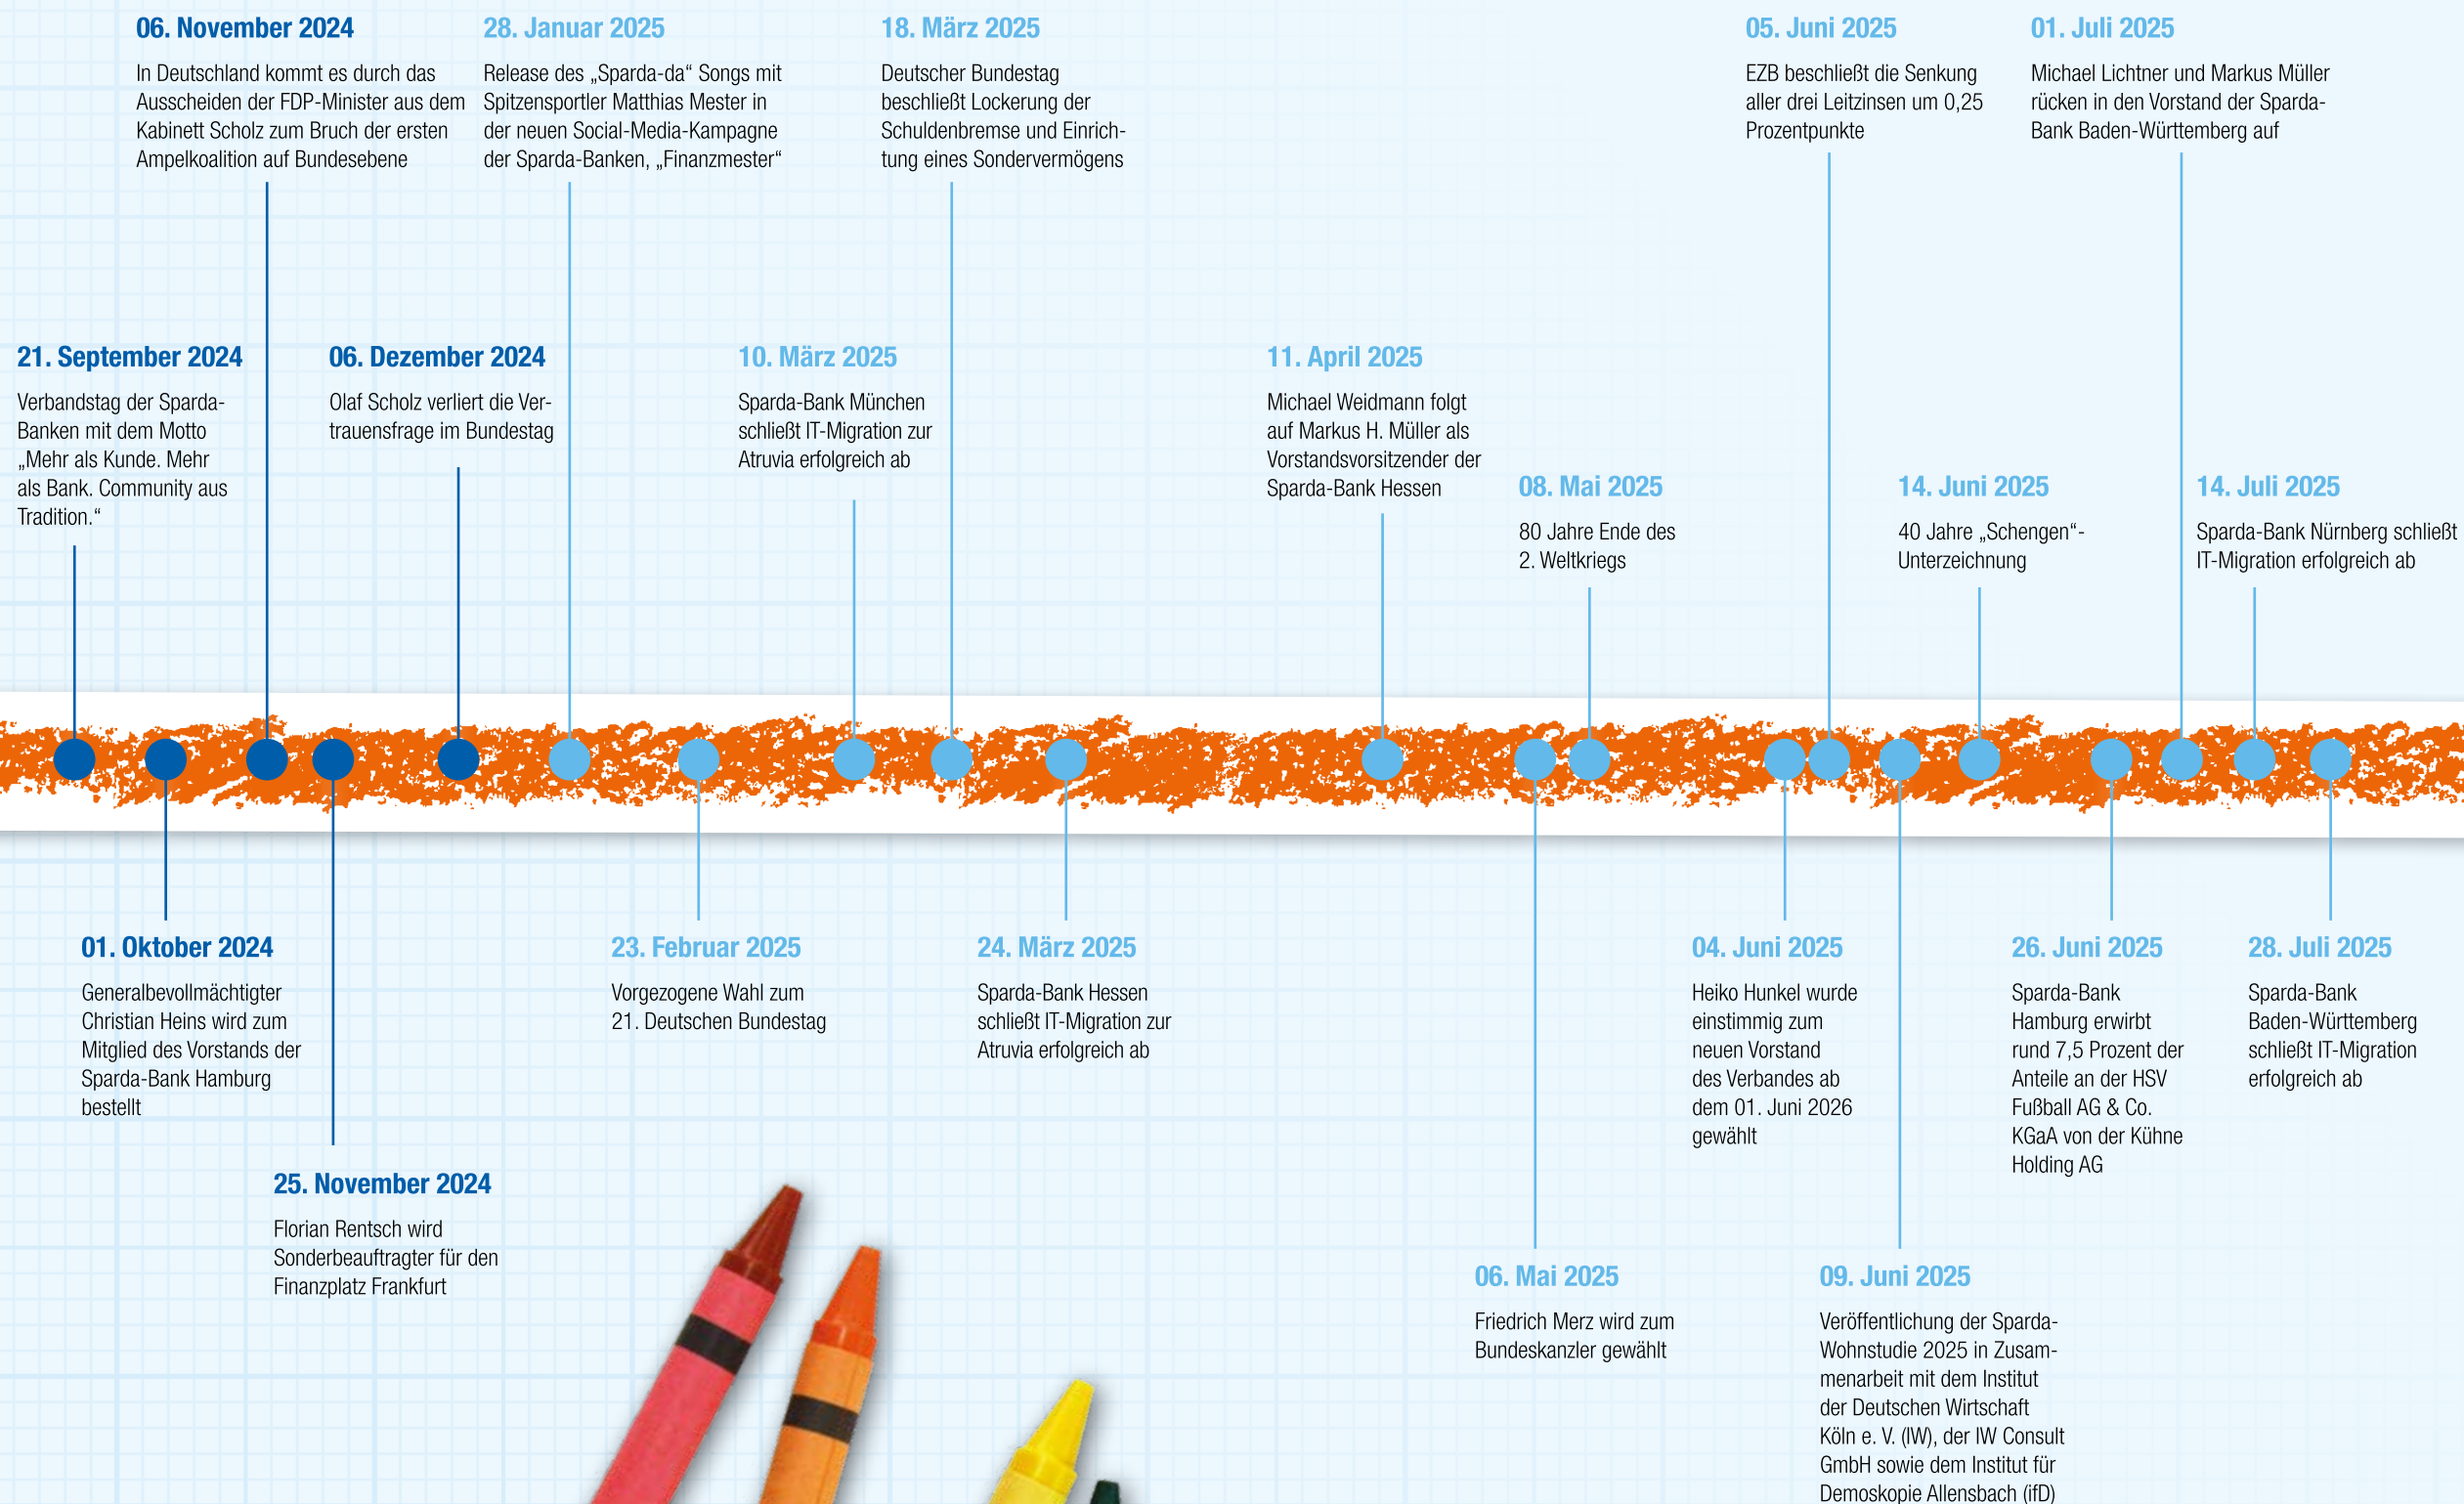 06. November 2024
In Deutschland kommt es durch das
Ausscheiden der FDP-Minister aus dem
Kabinett Scholz zum Bruch der ersten
Ampelkoalition auf Bundesebene
28. Januar 2025
Release des „Sparda-da“ Songs mit
Spitzensportler Matthias Mester in
der neuen Social-Media-Kampagne
der Sparda-Banken, „Finanzmester“
18. März 2025
Deutscher Bundestag
beschließt Lockerung der
Schuldenbremse und Einrich-
tung eines Sondervermögens
05. Juni 2025
EZB beschließt die Senkung
aller drei Leitzinsen um 0,25
Prozentpunkte
01. Juli 2025
Michael Lichtner und Markus Müller
rücken in den Vorstand der Sparda-
Bank Baden-Württemberg auf
21. September 2024
Verbandstag der Sparda-
Banken mit dem Motto
„Mehr als Kunde. Mehr
als Bank. Community aus
Tradition.“
06. Dezember 2024
Olaf Scholz verliert die Ver-
trauensfrage im Bundestag
10. März 2025
Sparda-Bank München
schließt IT-Migration zur
Atruvia erfolgreich ab
11. April 2025
Michael Weidmann folgt
auf Markus H. Müller als
Vorstandsvorsitzender der
Sparda-Bank Hessen
08. Mai 2025
80 Jahre Ende des
2. Weltkriegs
14. Juni 2025
40 Jahre „Schengen“-
Unterzeichnung
14. Juli 2025
Sparda-Bank Nürnberg schließt
IT-Migration erfolgreich ab
01. Oktober 2024
Generalbevollmächtigter
Christian Heins wird zum
Mitglied des Vorstands der
Sparda-Bank Hamburg
bestellt
25. November 2024
Florian Rentsch wird
Sonderbeauftragter für den
Finanzplatz Frankfurt
23. Februar 2025
Vorgezogene Wahl zum
21. Deutschen Bundestag
24. März 2025
Sparda-Bank Hessen
schließt IT-Migration zur
Atruvia erfolgreich ab
06. Mai 2025
Friedrich Merz wird zum
Bundeskanzler gewählt
04. Juni 2025
Heiko Hunkel wurde
einstimmig zum
neuen Vorstand
des Verbandes ab
dem 01. Juni 2026
gewählt
09. Juni 2025
Veröffentlichung der Sparda-
Wohnstudie 2025 in Zusam-
menarbeit mit dem Institut
der Deutschen Wirtschaft
Köln e. V. (IW), der IW Consult
GmbH sowie dem Institut für
Demoskopie Allensbach (ifD)
26. Juni 2025
Sparda-Bank
Hamburg erwirbt
rund 7,5 Prozent der
Anteile an der HSV
Fußball AG & Co.
KGaA von der Kühne
Holding AG
28. Juli 2025
Sparda-Bank
Baden-Württemberg
schließt IT-Migration
erfolgreich ab